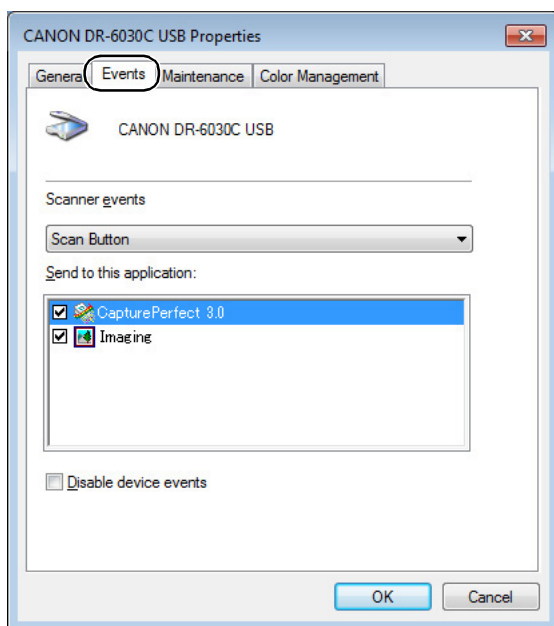 CANON DR-6030C USB Properties
General Events Maintenance Color Management
CANON DR-6030C USB
Scanner events
Scan Button
Send to this application:
CapturePerfect 3.0
Imaging
Disable device events
OK Cancel